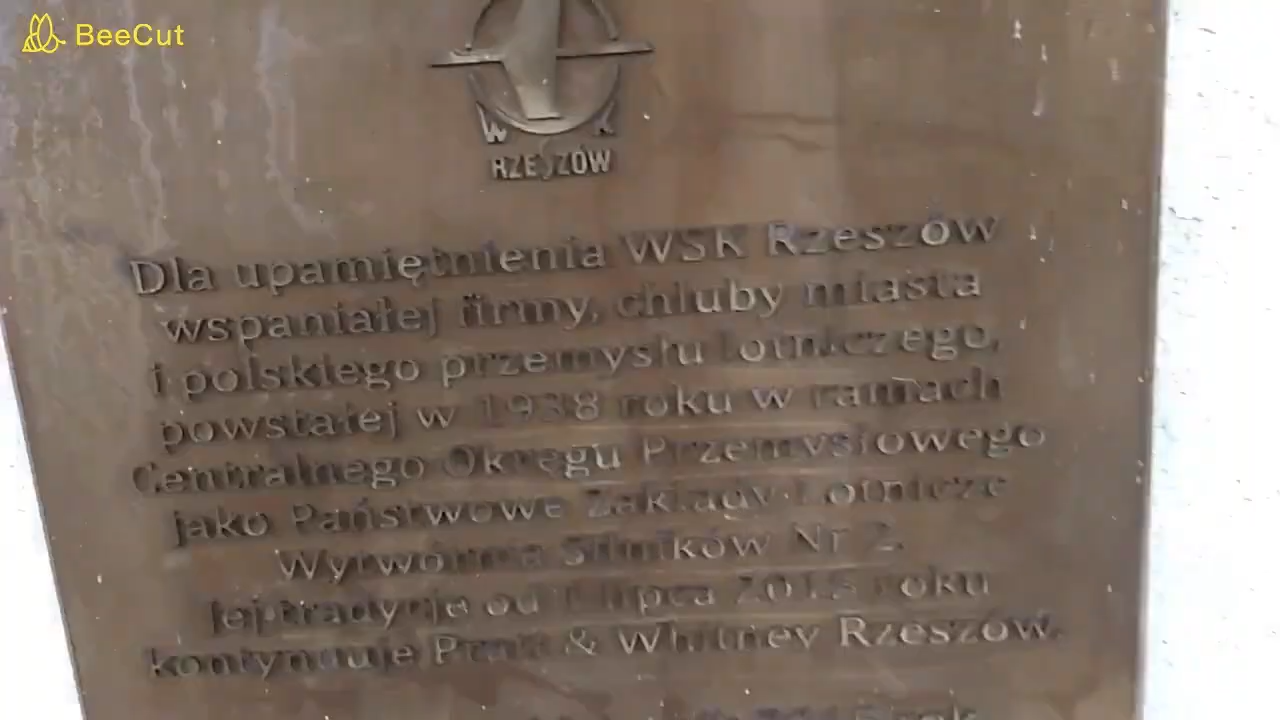 BeeCut
W K
RZESZÓW
Dla upamiętnienia WSK Rzeszów
wspaniałej firmy, chluby miasta
i polskiego przemysłu lotniczego,
powstałej w 1938 roku w ramach
Centralnego Okręgu Przemysłowego
jako Państwowe Zakłady Lotnicze
Wytwórnia Silników Nr 2.
Jej tradycje od 1 lipca 2015 roku
kontynuuje Pratt & Whitney Rzeszów.